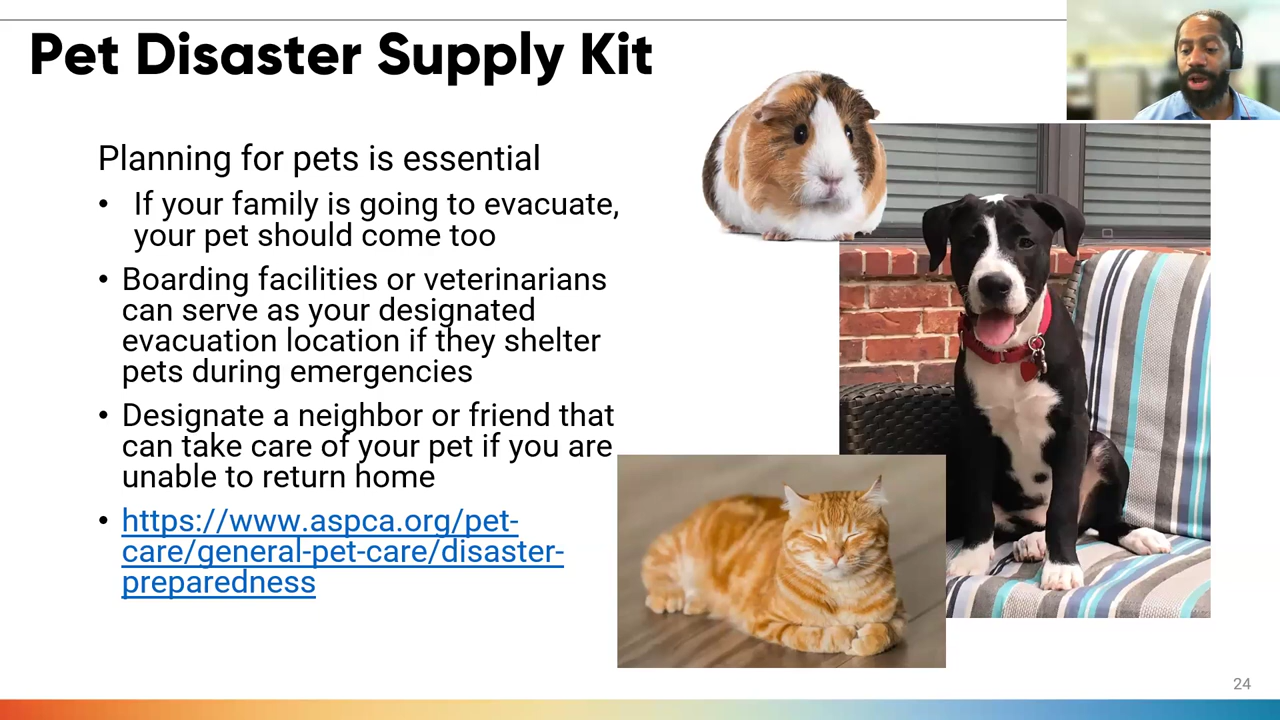 Pet Disaster Supply Kit
Planning for pets is essential
• If your family is going to evacuate,
your pet should come too
• Boarding facilities or veterinarians
can serve as your designated
evacuation location if they shelter
pets during emergencies
• Designate a neighbor or friend that
can take care of your pet if you are
unable to return home
• https://www.aspca.org/pet-
care/general-pet-care/disaster-
preparedness
24